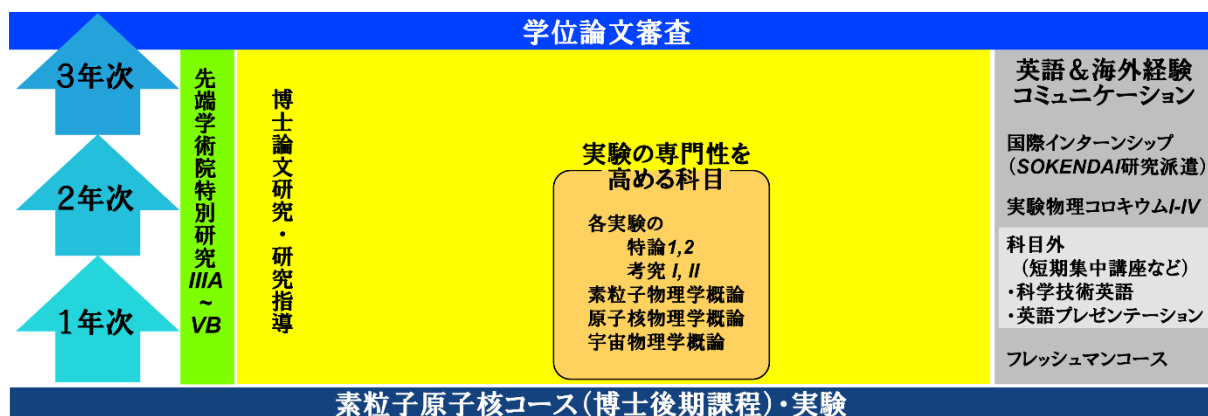 学位論文審査
3年次
2年次
1年次
先端学術院特別研究IIIA~VB
博士論文研究・研究指導
実験の専門性を
高める科目
各実験の
特論1,2
考究 I, II
素粒子物理学概論
原子核物理学概論
宇宙物理学概論
英語&海外経験
コミュニケーション
国際インターンシップ
（SOKENDAI研究派遣）
実験物理コロキウムI-IV
科目外
（短期集中講座など）
・科学技術英語
・英語プレゼンテーション
フレッシュマンコース
素粒子原子核コース（博士後期課程）・実験